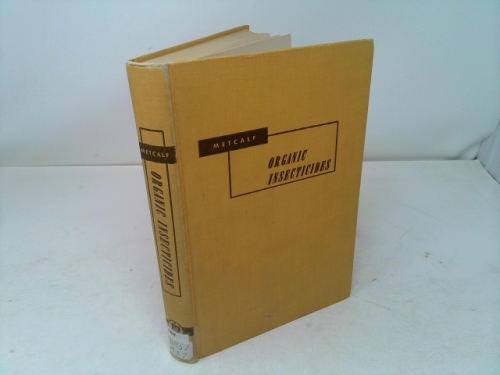 METCALF
ORGANIC
INSECTICIDES
METCALF
ORGANIC INSECTICIDES